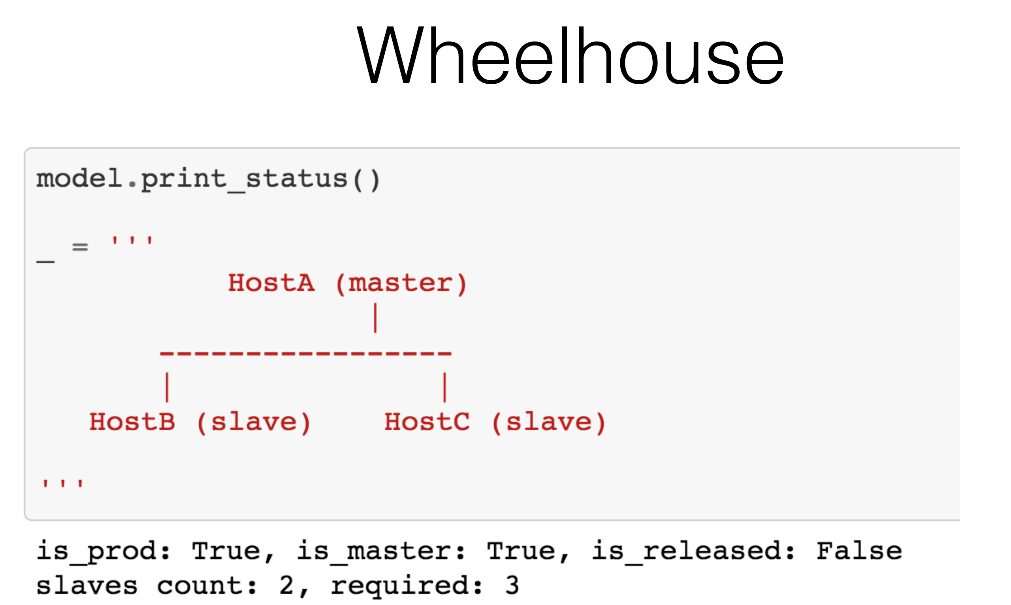 Wheelhouse
model.print_status()
_ = '''
HostA (master)
|
-----------------
| |
HostB (slave) HostC (slave)
'''
is_prod: True, is_master: True, is_released: False
slaves count: 2, required: 3